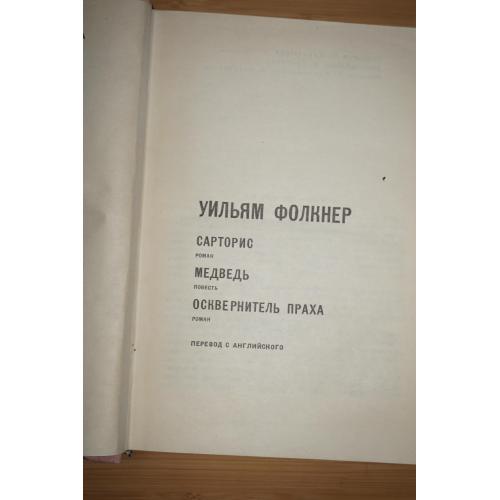 УИЛЬЯМ ФОЛКНЕР
САРТОРИС
РОМАН
МЕДВЕДЬ
ПОВЕСТЬ
ОСКВЕРНИТЕЛЬ ПРАХА
РОМАН
ПЕРЕВОД С АНГЛИЙСКОГО